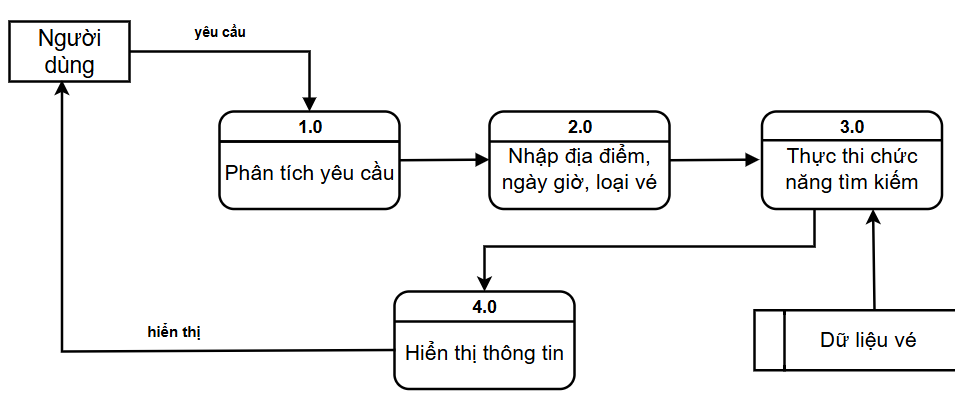 Người
dùng
yêu cầu
1.0
Phân tích yêu cầu
2.0
Nhập địa điểm,
ngày giờ, loại vé
3.0
Thực thi chức
năng tìm kiếm
4.0
Hiển thị thông tin
hiển thị
Dữ liệu vé